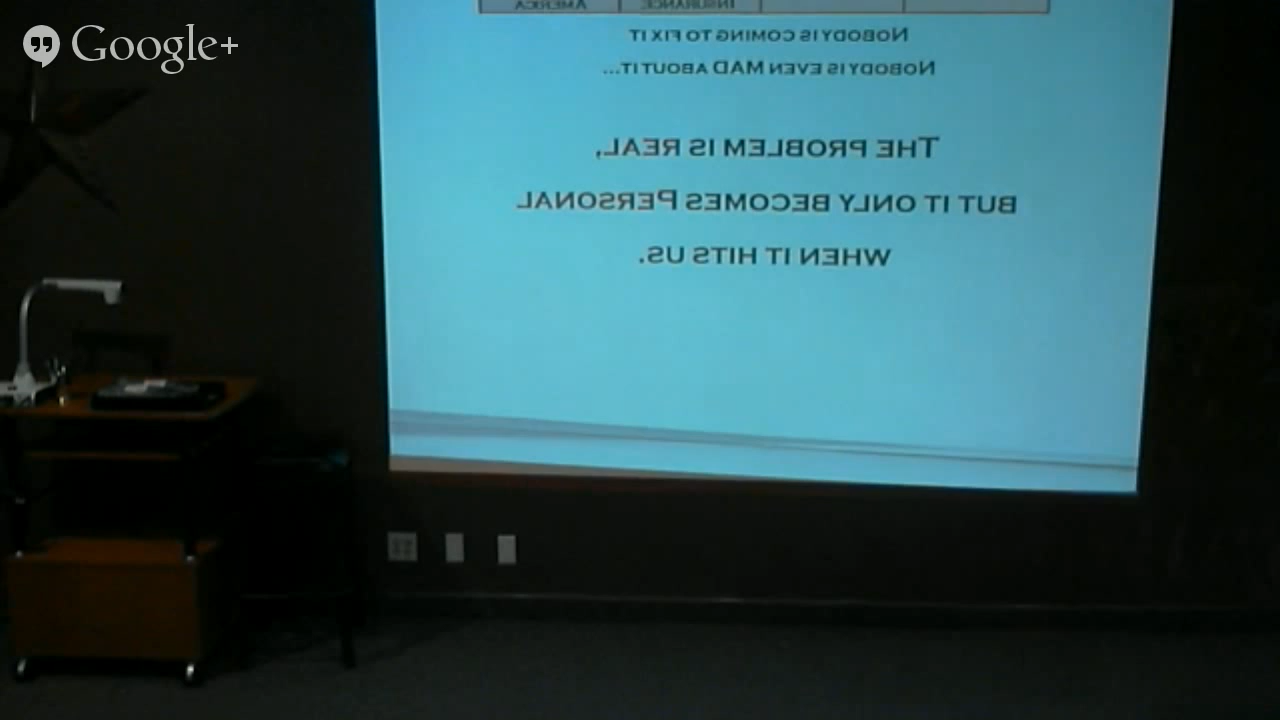 Google+
AMERICA INSURANCE
NOBODY IS COMING TO FIX IT
NOBODY IS EVEN MAD ABOUT IT...
THE PROBLEM IS REAL,
BUT IT ONLY BECOMES PERSONAL
WHEN IT HITS US.